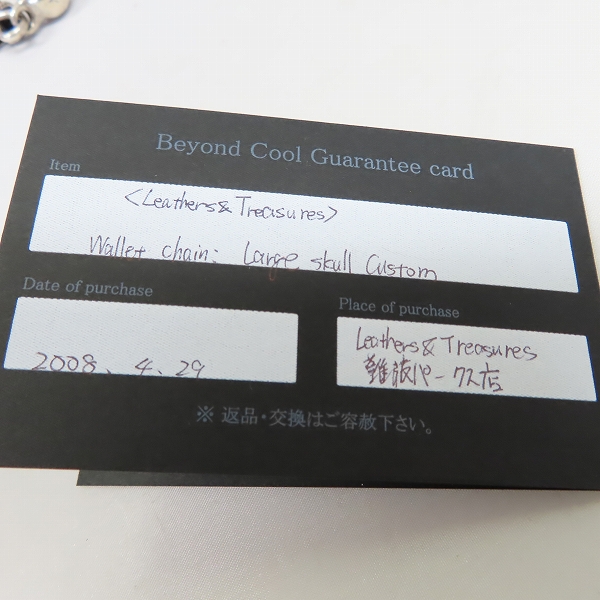 Beyond Cool Guarantee card
Item
<Leathers & Treasures>
Wallet chain: Large skull Custom
Date of purchase
2008. 4. 29
Place of purchase
Leathers & Treasures
難波パークス店
※ 返品・交換はご容赦下さい。